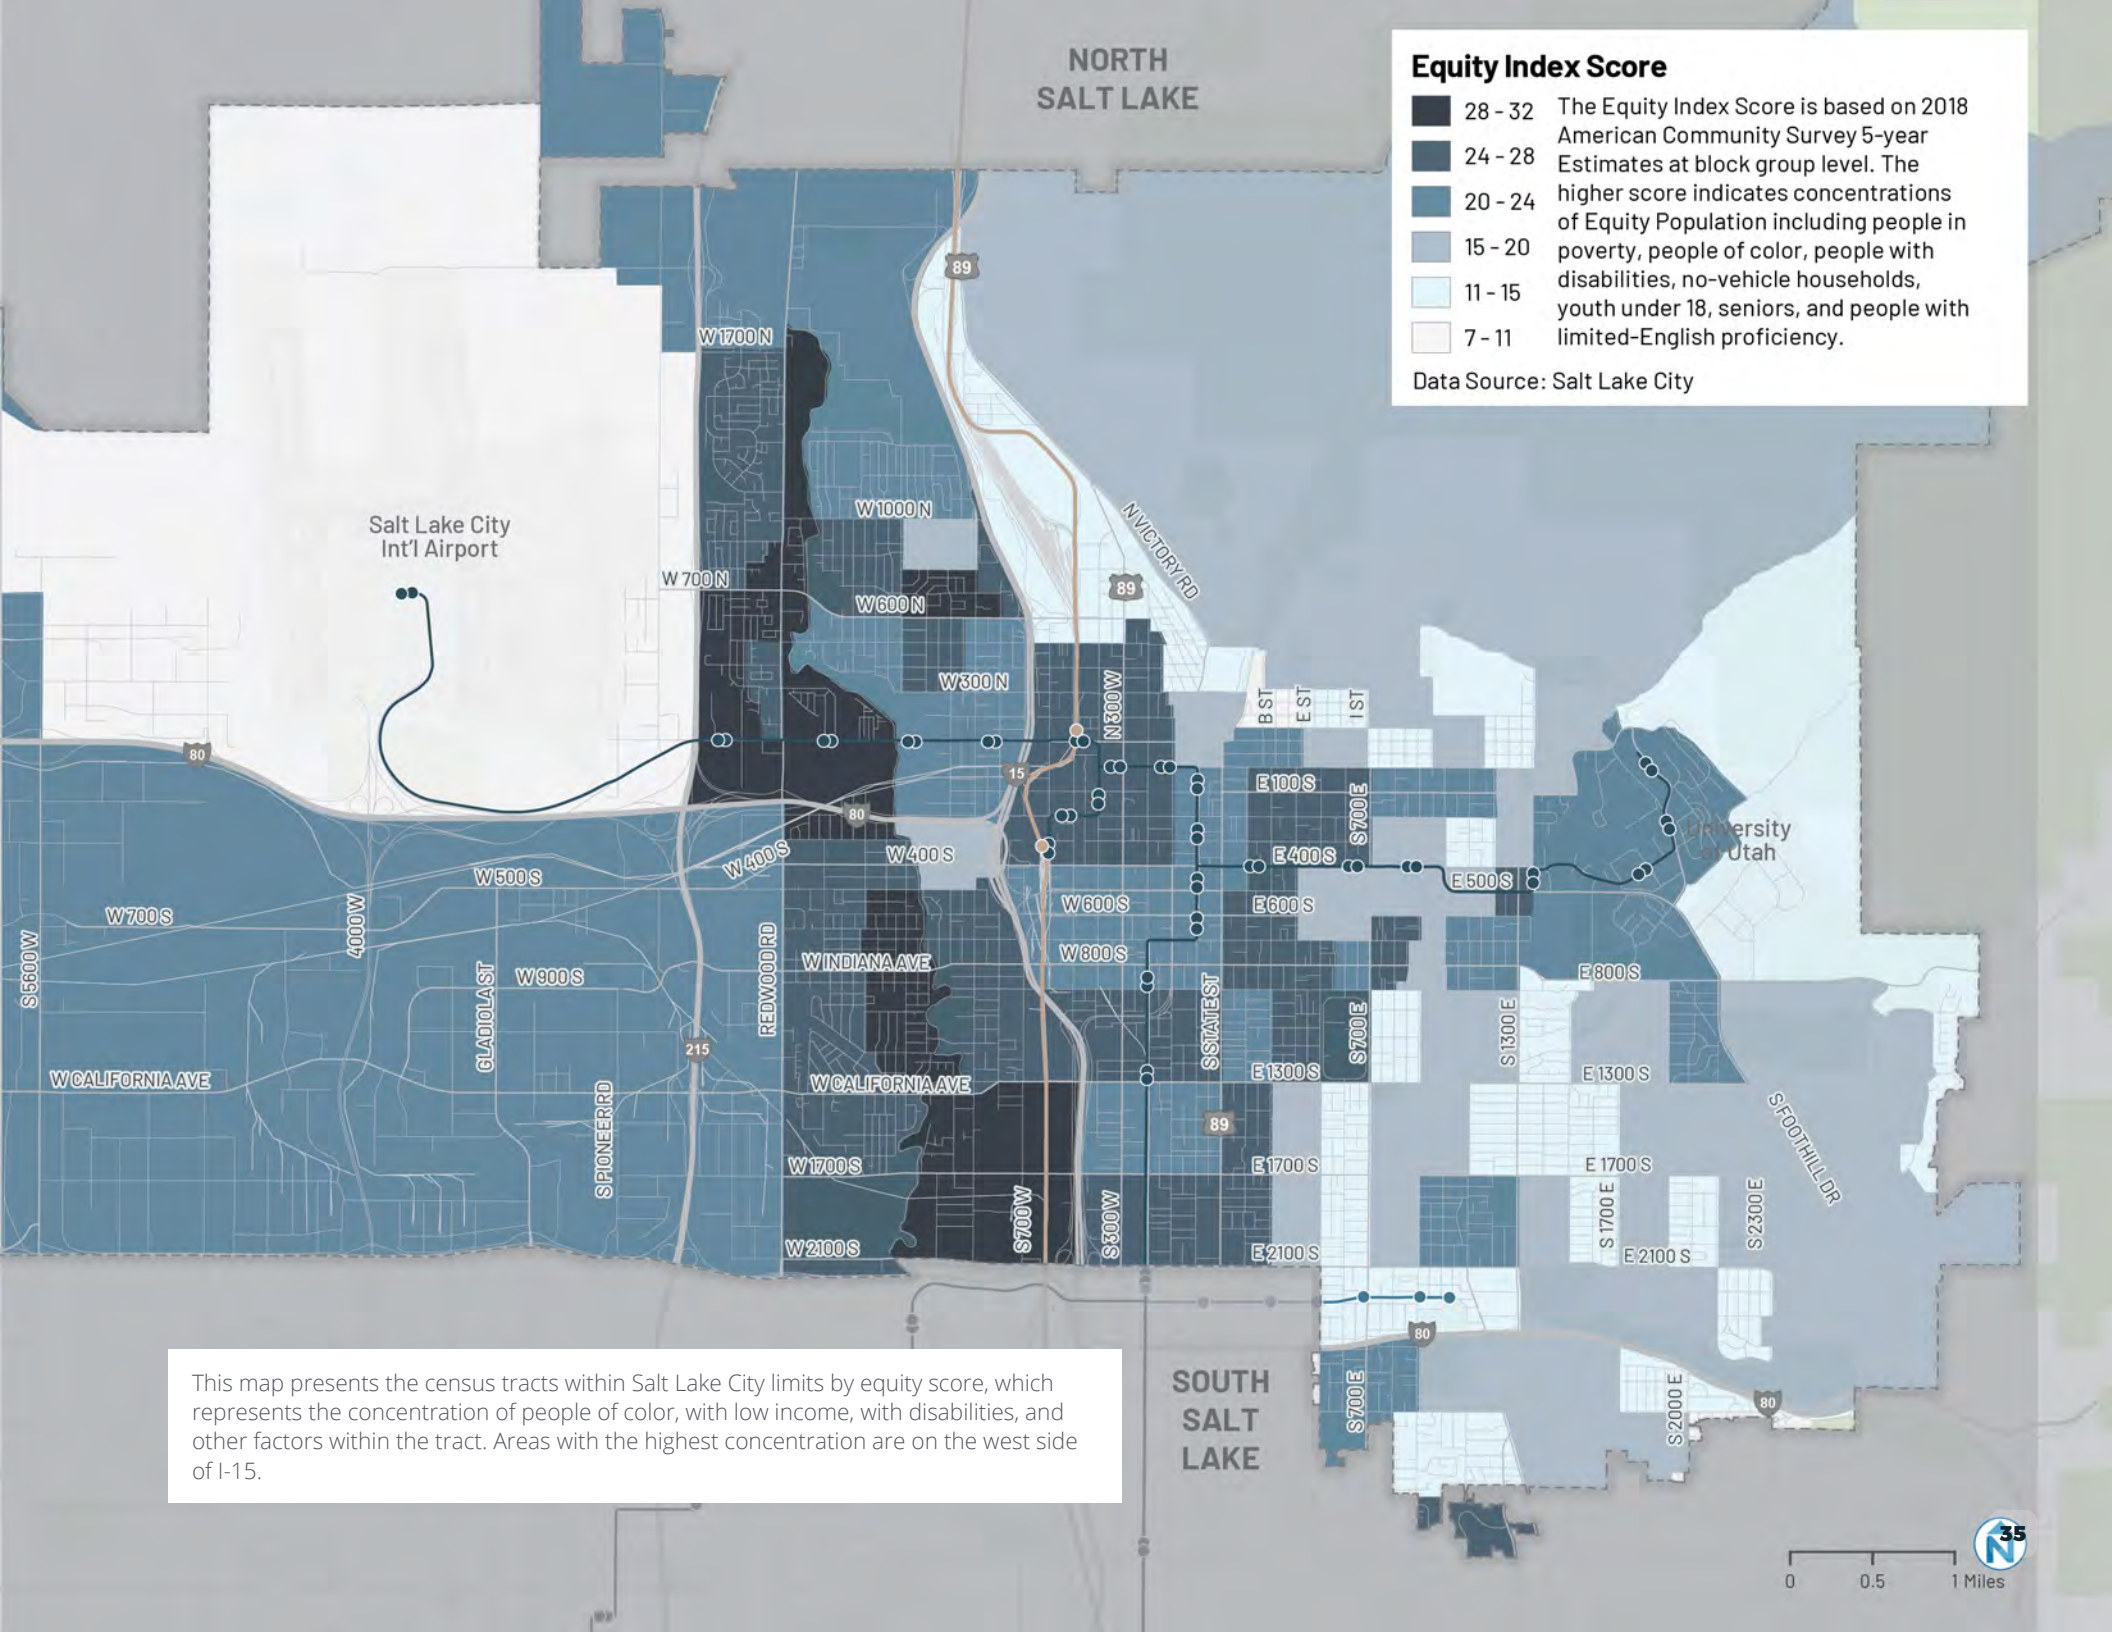 NORTH
SALT LAKE
Equity Index Score
28 - 32
24 - 28
20 - 24
15 - 20
11 - 15
7 - 11
The Equity Index Score is based on 2018
American Community Survey 5-year
Estimates at block group level. The
higher score indicates concentrations
of Equity Population including people in
poverty, people of color, people with
disabilities, no-vehicle households,
youth under 18, seniors, and people with
limited-English proficiency.
Data Source: Salt Lake City
89
W 1700 N
W 1000 N
N VICTORY RD
Salt Lake City
Int'l Airport
W 700 N
W 600 N
89
W 300 N
N 300 W
B ST
E ST
I ST
80
15
E 100 S
S 700 E
80
University
of Utah
W 400 S
W 400 S
E 400 S
W 500 S
E 500 S
W 700 S
4000 W
W 600 S
E 600 S
S 5600 W
REDWOOD RD
W INDIANA AVE
W 800 S
GLADIOLA ST
W 900 S
E 800 S
215
S STATE ST
S 700 E
S 1300 E
W CALIFORNIA AVE
W CALIFORNIA AVE
E 1300 S
E 1300 S
S PIONEER RD
89
S FOOTHILL DR
W 1700 S
E 1700 S
E 1700 S
S 700 W
S 300 W
S 1700 E
S 2300 E
W 2100 S
E 2100 S
E 2100 S
80
This map presents the census tracts within Salt Lake City limits by equity score, which
represents the concentration of people of color, with low income, with disabilities, and
other factors within the tract. Areas with the highest concentration are on the west side
of I-15.
SOUTH
SALT
LAKE
S 700 E
S 2000 E
80
35
N
0
0.5
1 Miles